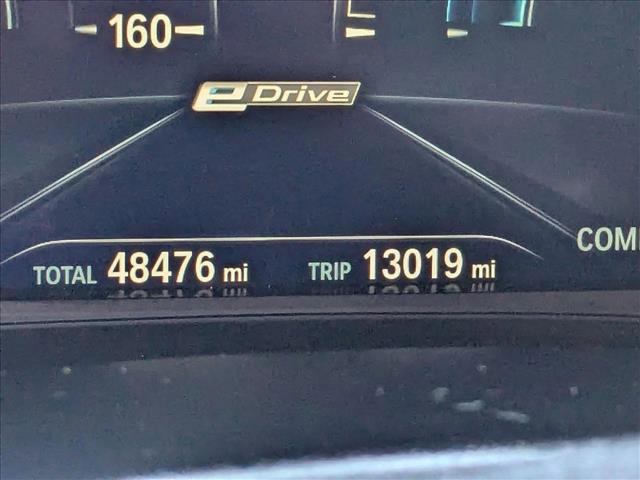 160
eDrive
COM
TOTAL 48476 mi TRIP 13019 mi